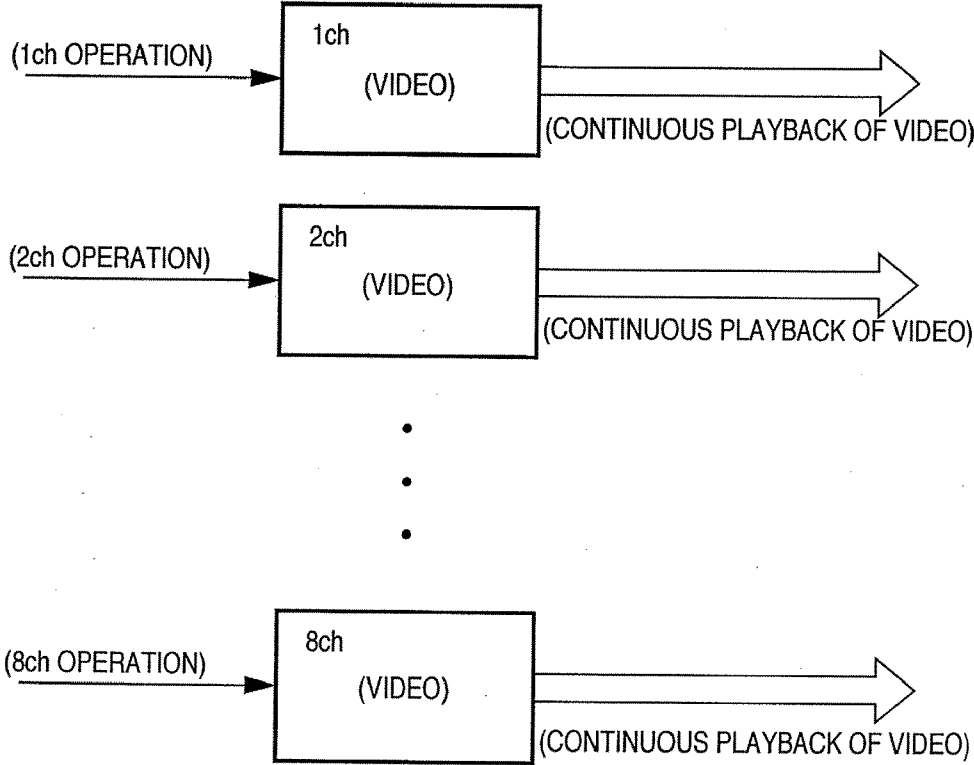 (1ch OPERATION)
1ch
(VIDEO)
(CONTINUOUS PLAYBACK OF VIDEO)
(2ch OPERATION)
2ch
(VIDEO)
(CONTINUOUS PLAYBACK OF VIDEO)
(8ch OPERATION)
8ch
(VIDEO)
(CONTINUOUS PLAYBACK OF VIDEO)